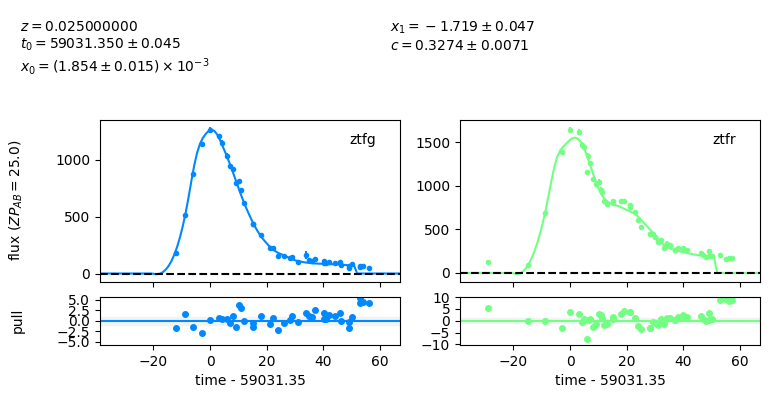 z = 0.025000000
t₀ = 59031.350 ± 0.045
x₀ = (1.854 ± 0.015) × 10⁻³
x₁ = −1.719 ± 0.047
c = 0.3274 ± 0.0071
flux (ZP_{AB} = 25.0)
ztfg
1000
500
0
ztfr
1500
1000
500
0
pull
5.0
2.5
0.0
−2.5
−5.0
10
5
0
−5
−10
−20 0 20 40 60
time - 59031.35
−20 0 20 40 60
time - 59031.35